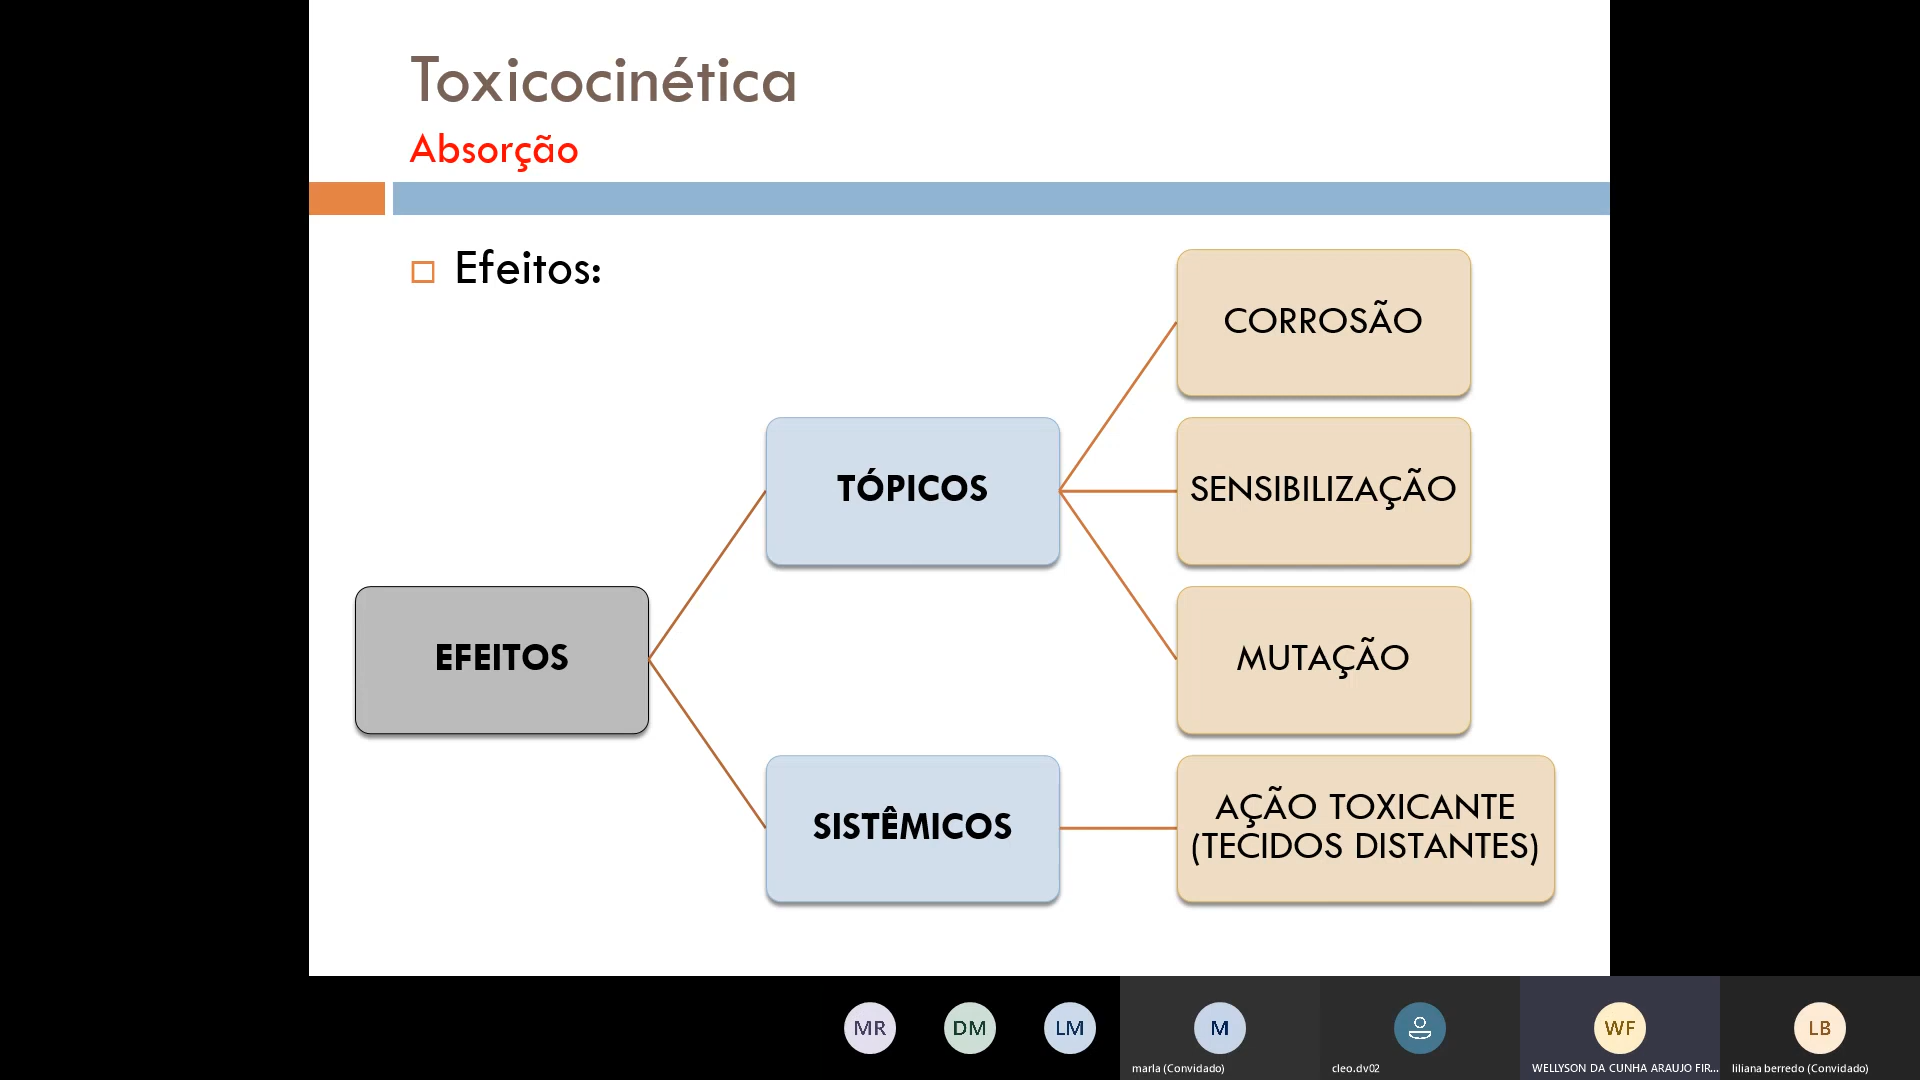 Toxicocinética
Absorção
Efeitos:
CORROSÃO
TÓPICOS
SENSIBILIZAÇÃO
EFEITOS
MUTAÇÃO
SISTÊMICOS
AÇÃO TOXICANTE
(TECIDOS DISTANTES)
MR
DM
LM
M
WF
LB
marla (Convidado)
cleo.dv02
WELLYSON DA CUNHA ARAUJO FIR...
liliana berredo (Convidado)